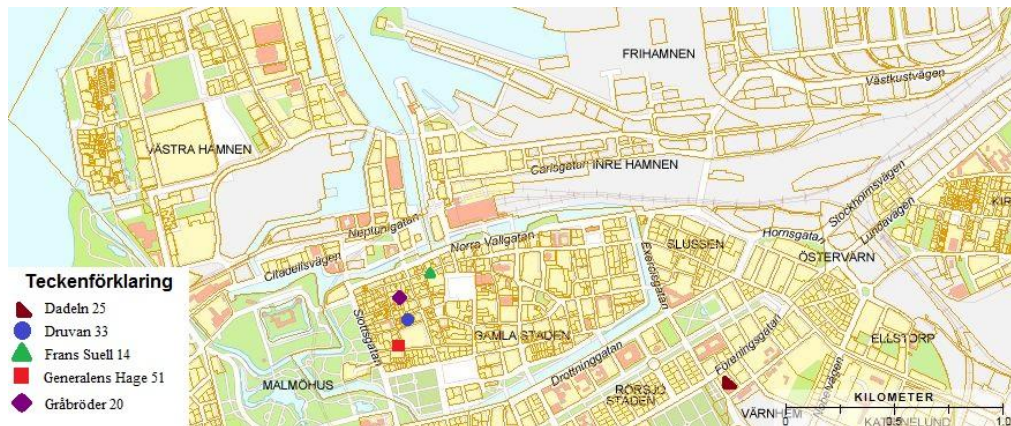 FRIHAMNEN
Västkustvägen
VÄSTRA HAMNEN
Carlsgatan
INRE HAMNEN
Stockholmsvägen
Lundavägen
Neptunigatan
Norra Vallgatan
Hornsgatan
SLUSSEN
Exercisgatan
ÖSTERVÄRN
Citadellsvägen
Teckenförklaring
Dadeln 25
Druvan 33
Frans Suell 14
Generalens Hage 51
Gråbröder 20
Slottsgatan
GAMLA STADEN
ELLSTORP
MALMÖHUS
Drottninggatan
Föreningsgatan
RÖRSJÖ
STADEN
Nobelvägen
VÄRNHEM
KILOMETER
0 0.5 1.0